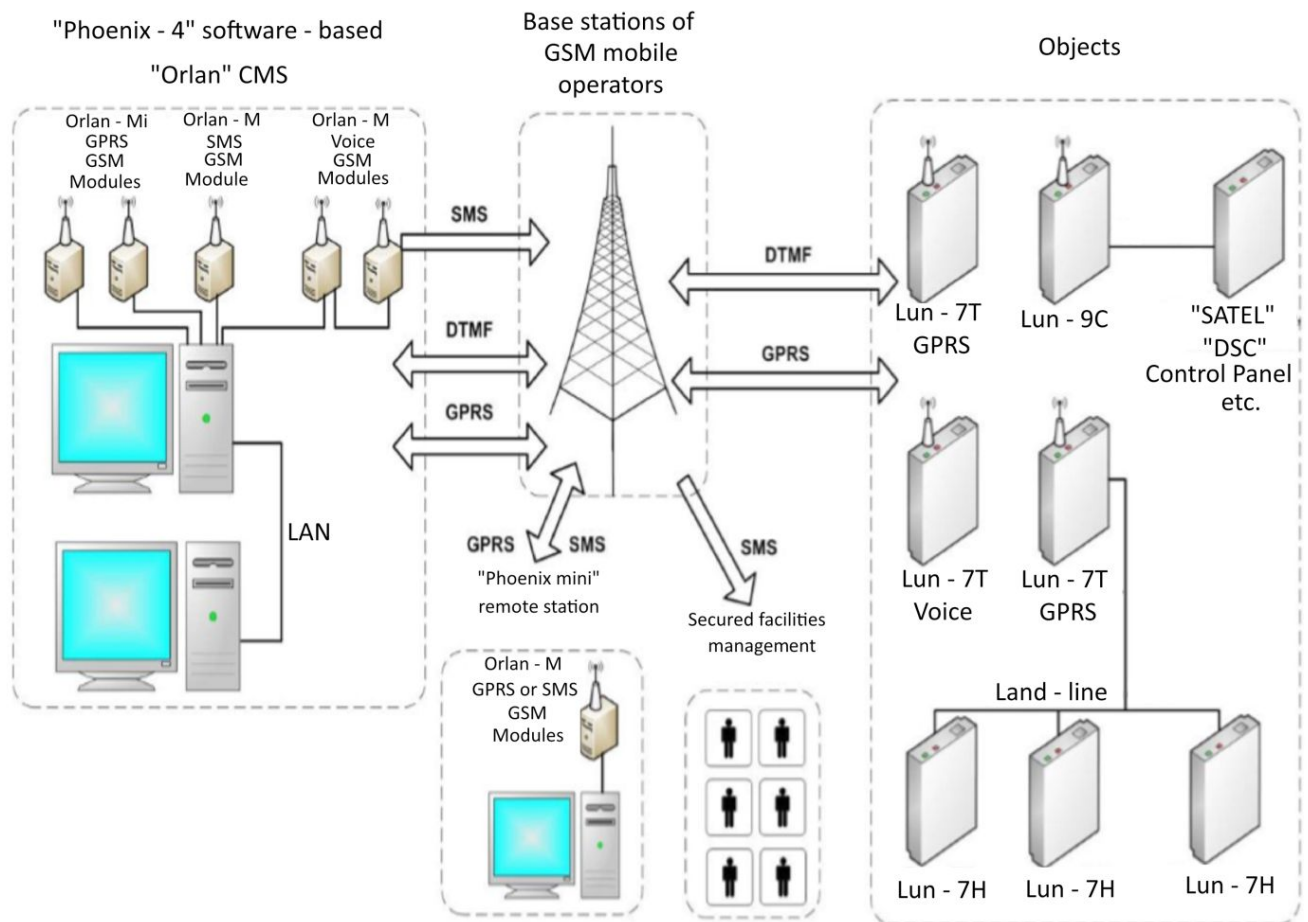 "Phoenix - 4" software - based
"Orlan" CMS
Base stations of
GSM mobile
operators
Objects
Orlan - Mi
GPRS
GSM
Modules
Orlan - M
SMS
GSM
Module
Orlan - M
Voice
GSM
Modules
SMS
DTMF
GPRS
LAN
GPRS
SMS
"Phoenix mini"
remote station
SMS
Secured facilities
management
DTMF
GPRS
Lun - 7T
GPRS
Lun - 9C
"SATEL"
"DSC"
Control Panel
etc.
Lun - 7T
Voice
Lun - 7T
GPRS
Land - line
Orlan - M
GPRS or SMS
GSM
Modules
Lun - 7H
Lun - 7H
Lun - 7H